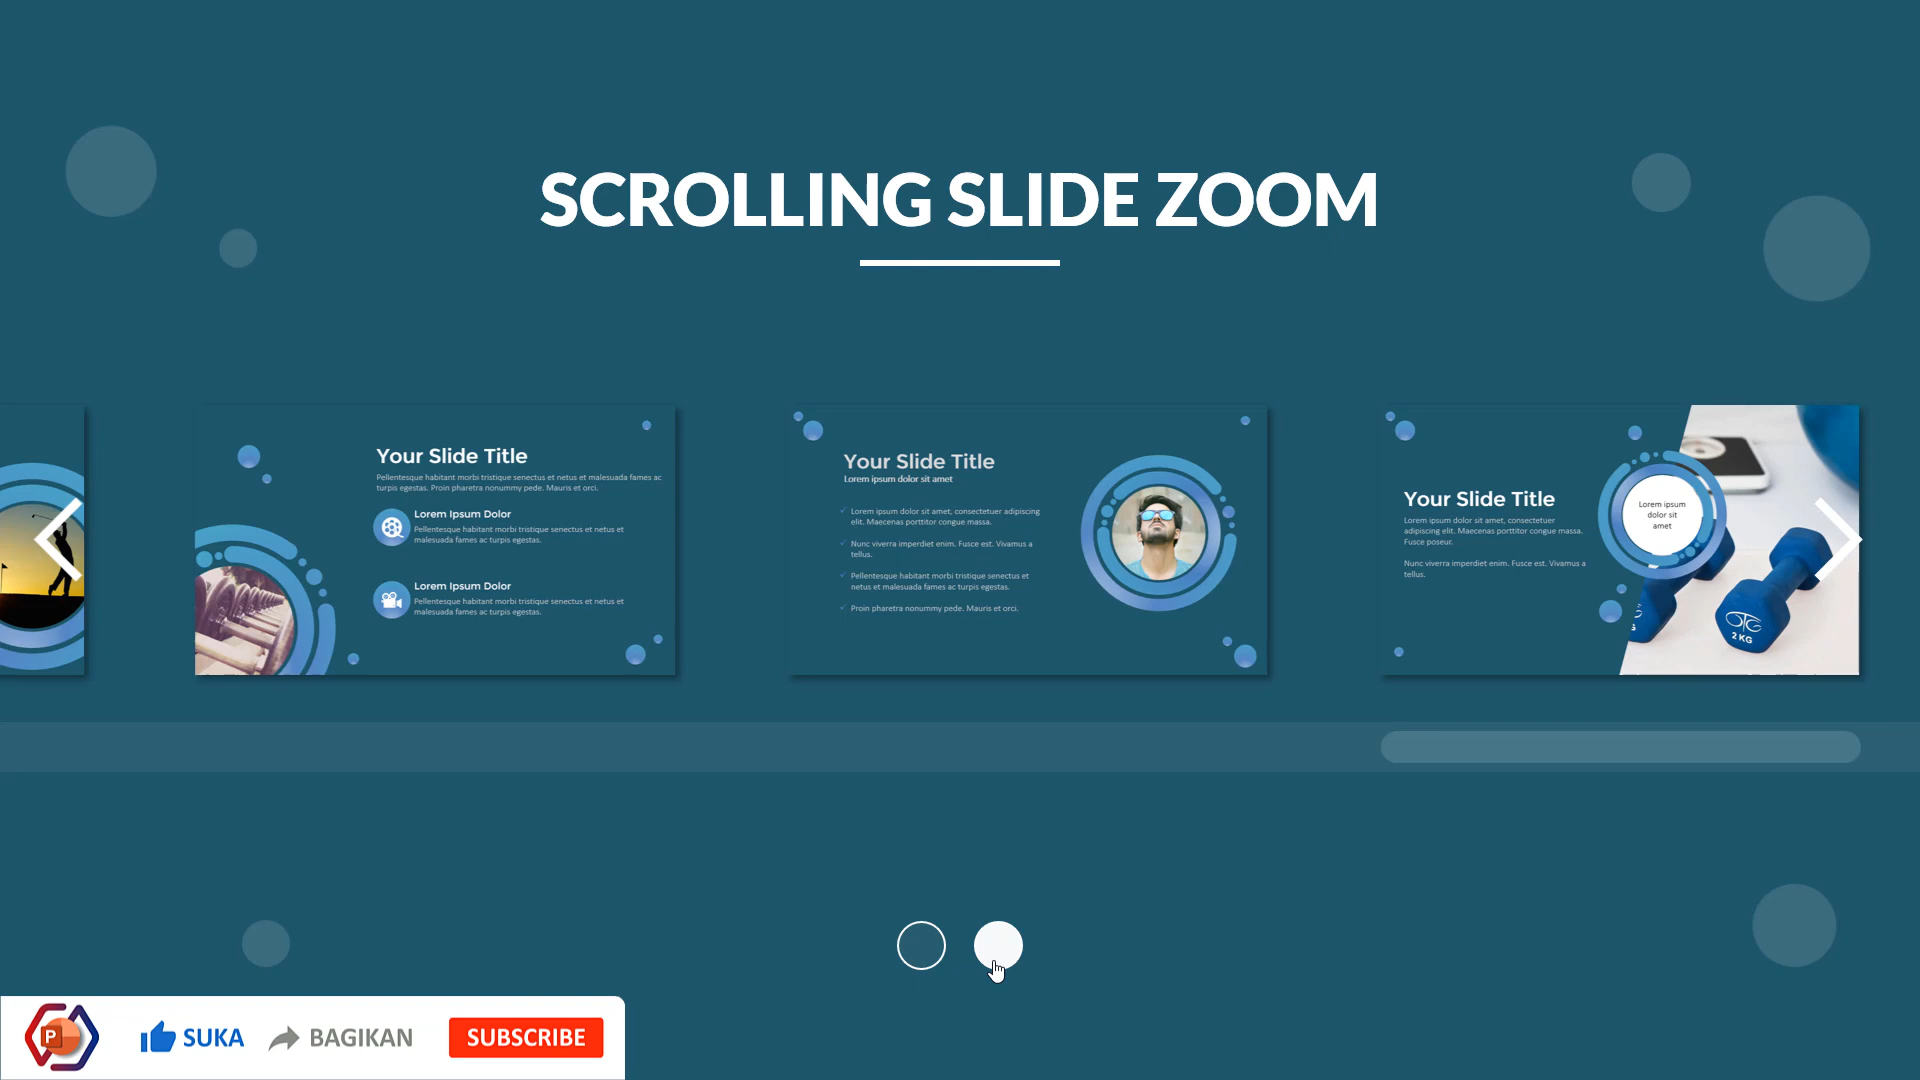 SCROLLING SLIDE ZOOM
Your Slide Title
Pellentesque habitant morbi tristique senectus et netus et malesuada fames ac
turpis egestas. Proin pharetra nonummy pede. Mauris et orci.
Lorem Ipsum Dolor
Pellentesque habitant morbi tristique senectus et netus et
malesuada fames ac turpis egestas.
Lorem Ipsum Dolor
Pellentesque habitant morbi tristique senectus et netus et
malesuada fames ac turpis egestas.
Your Slide Title
Lorem ipsum dolor sit amet
Lorem ipsum dolor sit amet, consectetuer adipiscing
elit. Maecenas porttitor congue massa.
Nunc viverra imperdiet enim. Fusce est. Vivamus a
tellus.
Pellentesque habitant morbi tristique senectus et
netus et malesuada fames ac turpis egestas.
Proin pharetra nonummy pede. Mauris et orci.
Your Slide Title
Lorem ipsum dolor sit amet, consectetuer
adipiscing elit. Maecenas porttitor congue massa.
Fusce poseur.
Nunc viverra imperdiet enim. Fusce est. Vivamus a
tellus.
Lorem ipsum
dolor sit
amet
2 KG
P
SUKA
BAGIKAN
SUBSCRIBE